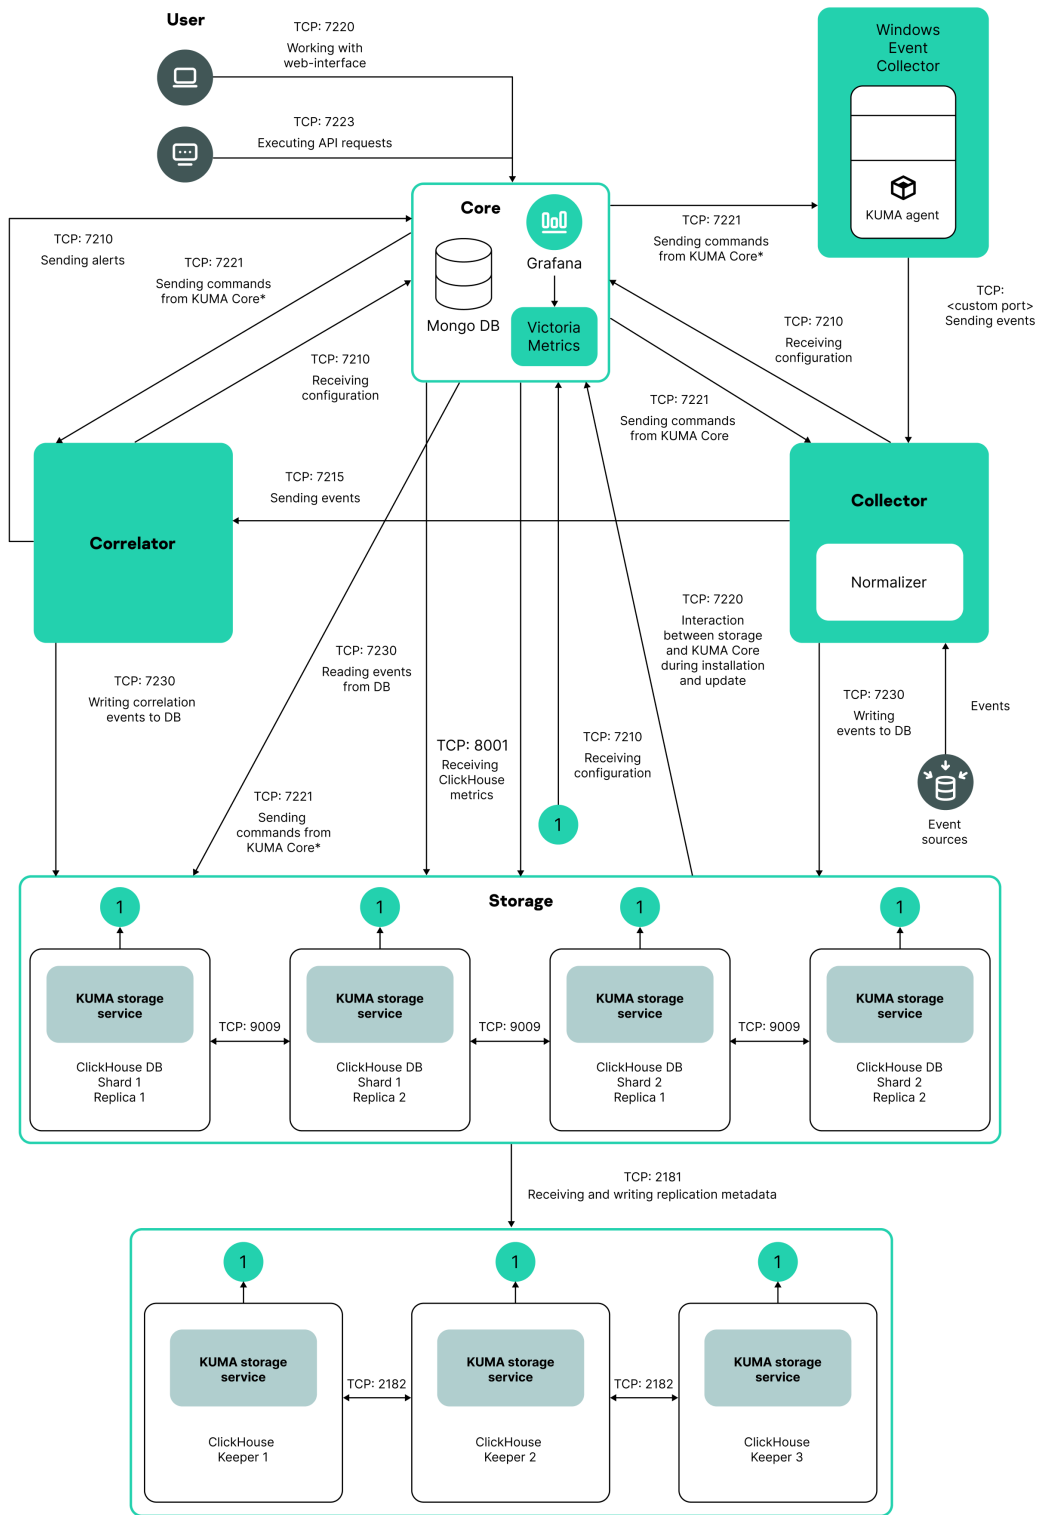 User
TCP: 7220
Working with
web-interface
TCP: 7223
Executing API requests
Windows
Event
Collector
KUMA agent
Core
Grafana
Mongo DB
Victoria
Metrics
TCP: 7221
Sending commands
from KUMA Core*
TCP: 7210
Sending alerts
TCP: 7221
Sending commands
from KUMA Core*
TCP:
<custom port>
Sending events
TCP: 7210
Receiving
configuration
TCP: 7210
Receiving
configuration
TCP: 7221
Sending commands
from KUMA Core
TCP: 7215
Sending events
Correlator
Collector
Normalizer
TCP: 7220
Interaction
between storage
and KUMA Core
during installation
and update
TCP: 7230
Reading events
from DB
TCP: 7230
Writing correlation
events to DB
TCP: 7230
Writing
events to DB
Events
Event
sources
TCP: 8001
Receiving
ClickHouse
metrics
TCP: 7210
Receiving
configuration
1
TCP: 7221
Sending
commands from
KUMA Core*
Storage
1
1
1
1
KUMA storage
service
KUMA storage
service
KUMA storage
service
KUMA storage
service
TCP: 9009
TCP: 9009
TCP: 9009
ClickHouse DB
Shard 1
Replica 1
ClickHouse DB
Shard 1
Replica 2
ClickHouse DB
Shard 2
Replica 1
ClickHouse DB
Shard 2
Replica 2
TCP: 2181
Receiving and writing replication metadata
1
1
1
KUMA storage
service
KUMA storage
service
KUMA storage
service
TCP: 2182
TCP: 2182
ClickHouse
Keeper 1
ClickHouse
Keeper 2
ClickHouse
Keeper 3